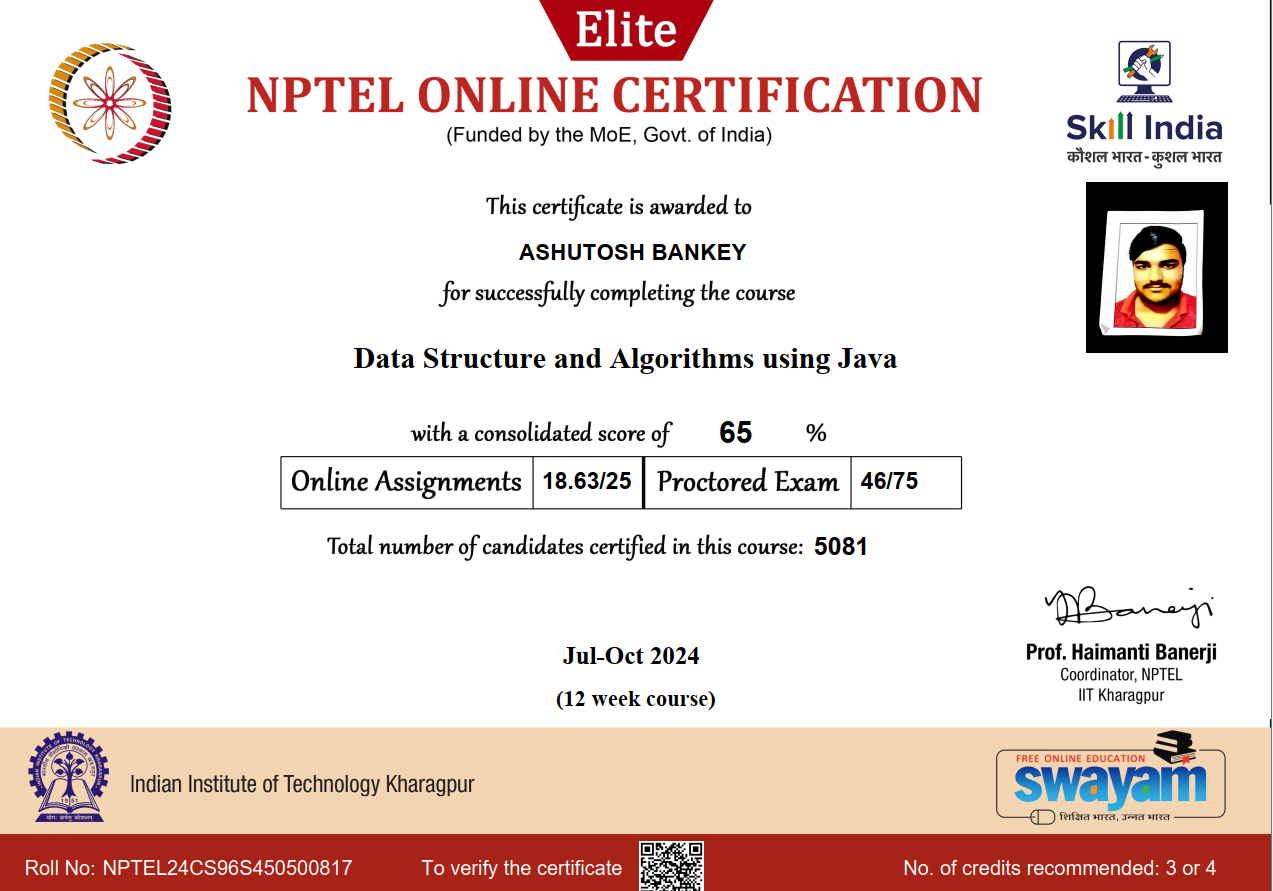 Elite
NPTEL ONLINE CERTIFICATION
(Funded by the MoE, Govt. of India)
Skill India
कौशल भारत - कुशल भारत
This certificate is awarded to
ASHUTOSH BANKEY
for successfully completing the course
Data Structure and Algorithms using Java
with a consolidated score of 65 %
Online Assignments 18.63/25 Proctored Exam 46/75
Total number of candidates certified in this course: 5081
Jul-Oct 2024
(12 week course)
Prof. Haimanti Banerji
Coordinator, NPTEL
IIT Kharagpur
Indian Institute of Technology Kharagpur
1951
FREE ONLINE EDUCATION
swayam
शिक्षित भारत, उन्नत भारत
Roll No: NPTEL24CS96S450500817 To verify the certificate No. of credits recommended: 3 or 4